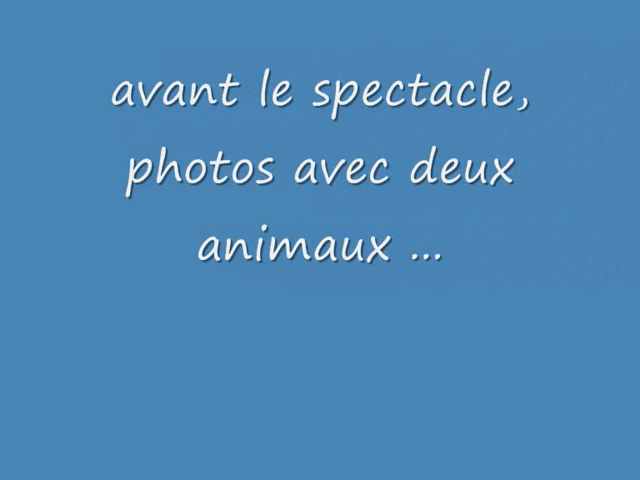 avant le spectacle,
photos avec deux
animaux ...